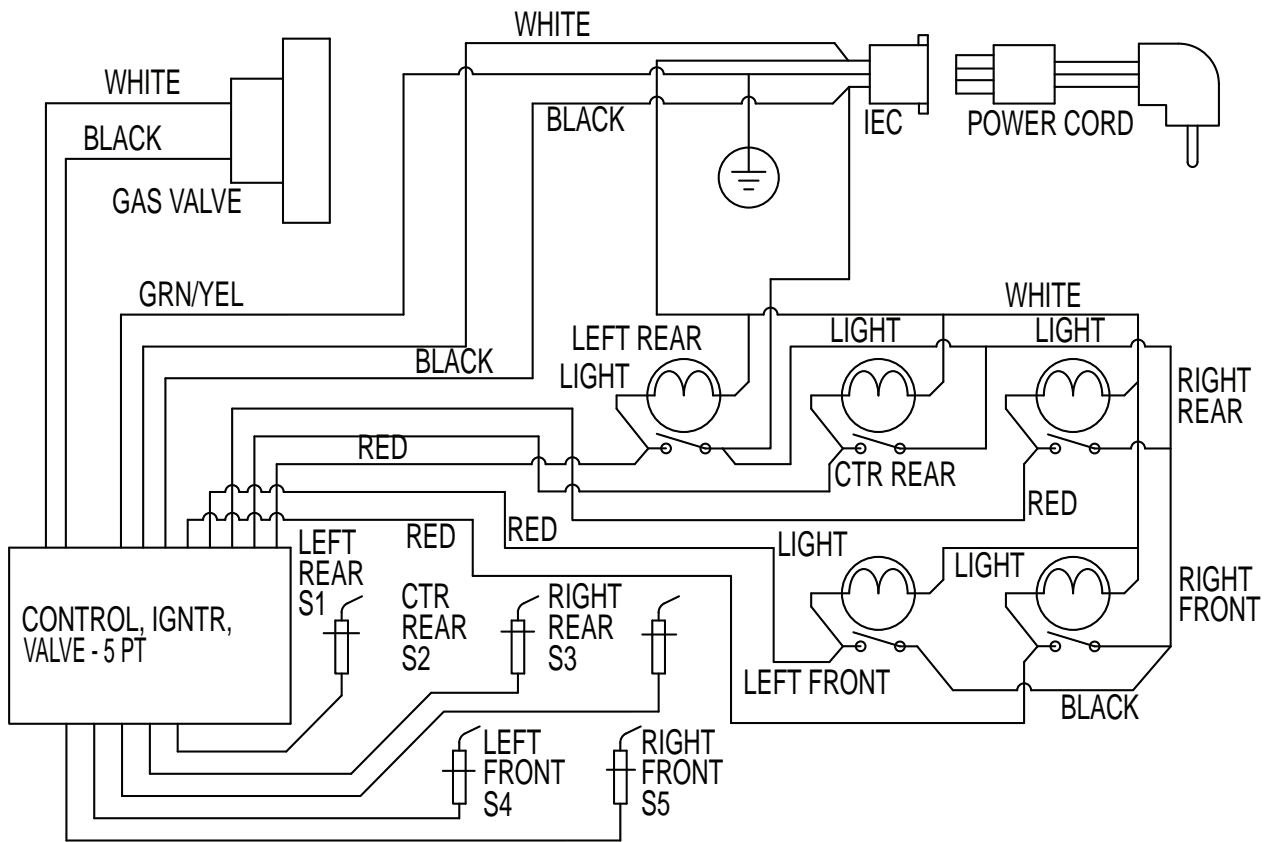 WHITE
WHITE
BLACK
BLACK
IEC
POWER CORD
GAS VALVE
GRN/YEL
WHITE
LEFT REAR
LIGHT
LIGHT
LIGHT
BLACK
RIGHT
REAR
RED
CTR REAR
RED
RED
RED
LEFT
REAR
S1
CTR
REAR
S2
RIGHT
REAR
S3
LIGHT
LIGHT
RIGHT
FRONT
CONTROL, IGNTR,
VALVE - 5 PT
LEFT FRONT
BLACK
LEFT
FRONT
S4
RIGHT
FRONT
S5